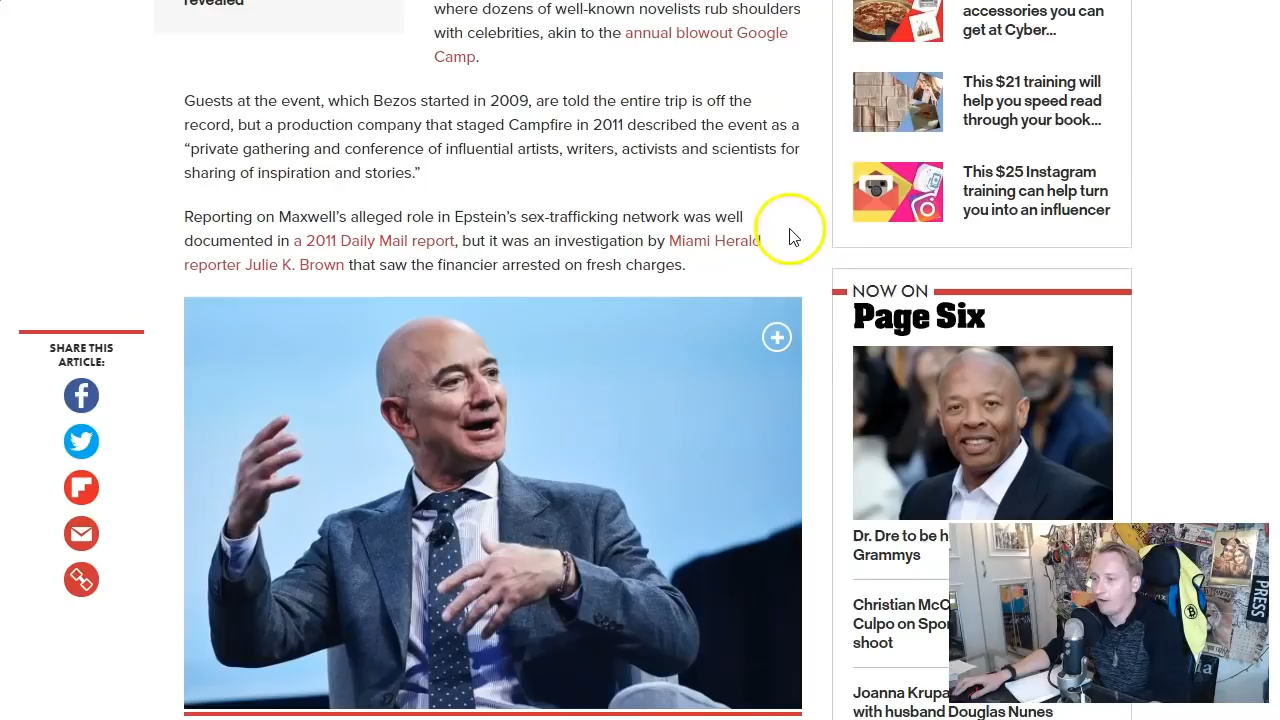 revealed
where dozens of well-known novelists rub shoulders
with celebrities, akin to the annual blowout Google
Camp.
Guests at the event, which Bezos started in 2009, are told the entire trip is off the
record, but a production company that staged Campfire in 2011 described the event as a
“private gathering and conference of influential artists, writers, activists and scientists for
sharing of inspiration and stories.”
Reporting on Maxwell’s alleged role in Epstein’s sex-trafficking network was well
documented in a 2011 Daily Mail report, but it was an investigation by Miami Herald
reporter Julie K. Brown that saw the financier arrested on fresh charges.
SHARE THIS
ARTICLE:
accessories you can
get at Cyber...
This $21 training will
help you speed read
through your book...
This $25 Instagram
training can help turn
you into an influencer
NOW ON
Page Six
Dr. Dre to be h
Grammys
Christian McC
Culpo on Spor
shoot
Joanna Krupa
with husband Douglas Nunes
PRESS